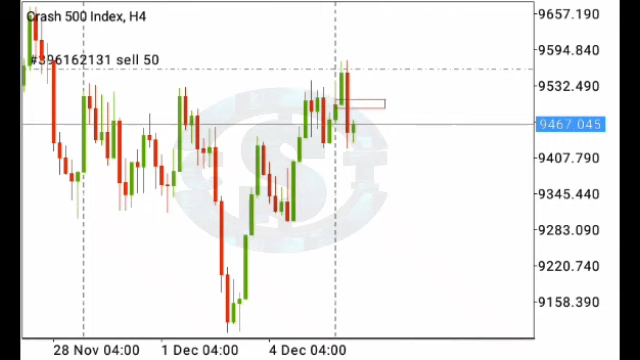 Crash 500 Index, H4
9657.190
9594.840
#396162131 sell 50
9532.490
9467.045
9407.790
9345.440
9283.090
9220.740
9158.390
28 Nov 04:00
1 Dec 04:00
4 Dec 04:00